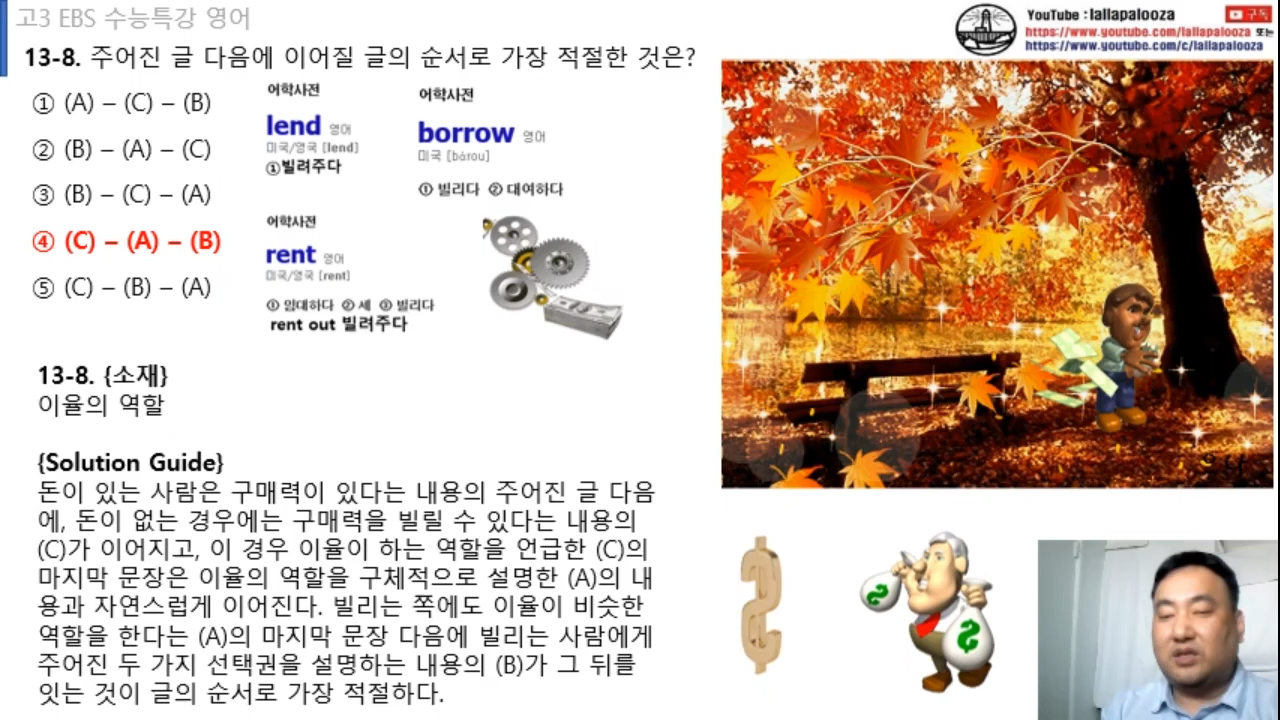 고3 EBS 수능특강 영어
YouTube : lallapalooza
구독
https://www.youtube.com/lallapalooza 또는
https://www.youtube.com/c/lallapalooza
13-8. 주어진 글 다음에 이어질 글의 순서로 가장 적절한 것은?
① (A) – (C) – (B)
② (B) – (A) – (C)
③ (B) – (C) – (A)
④ (C) – (A) – (B)
⑤ (C) – (B) – (A)
어학사전
lend 영어
미국/영국 [lend]
①빌려주다
어학사전
borrow 영어
미국 [bárou]
① 빌리다 ② 대여하다
어학사전
rent 영어
미국/영국 [rent]
① 임대하다 ② 세 ③ 빌리다
rent out 빌려주다
13-8. {소재}
이율의 역할
{Solution Guide}
돈이 있는 사람은 구매력이 있다는 내용의 주어진 글 다음
에, 돈이 없는 경우에는 구매력을 빌릴 수 있다는 내용의
(C)가 이어지고, 이 경우 이율이 하는 역할을 언급한 (C)의
마지막 문장은 이율의 역할을 구체적으로 설명한 (A)의 내
용과 자연스럽게 이어진다. 빌리는 쪽에도 이율이 비슷한
역할을 한다는 (A)의 마지막 문장 다음에 빌리는 사람에게
주어진 두 가지 선택권을 설명하는 내용의 (B)가 그 뒤를
잇는 것이 글의 순서로 가장 적절하다.